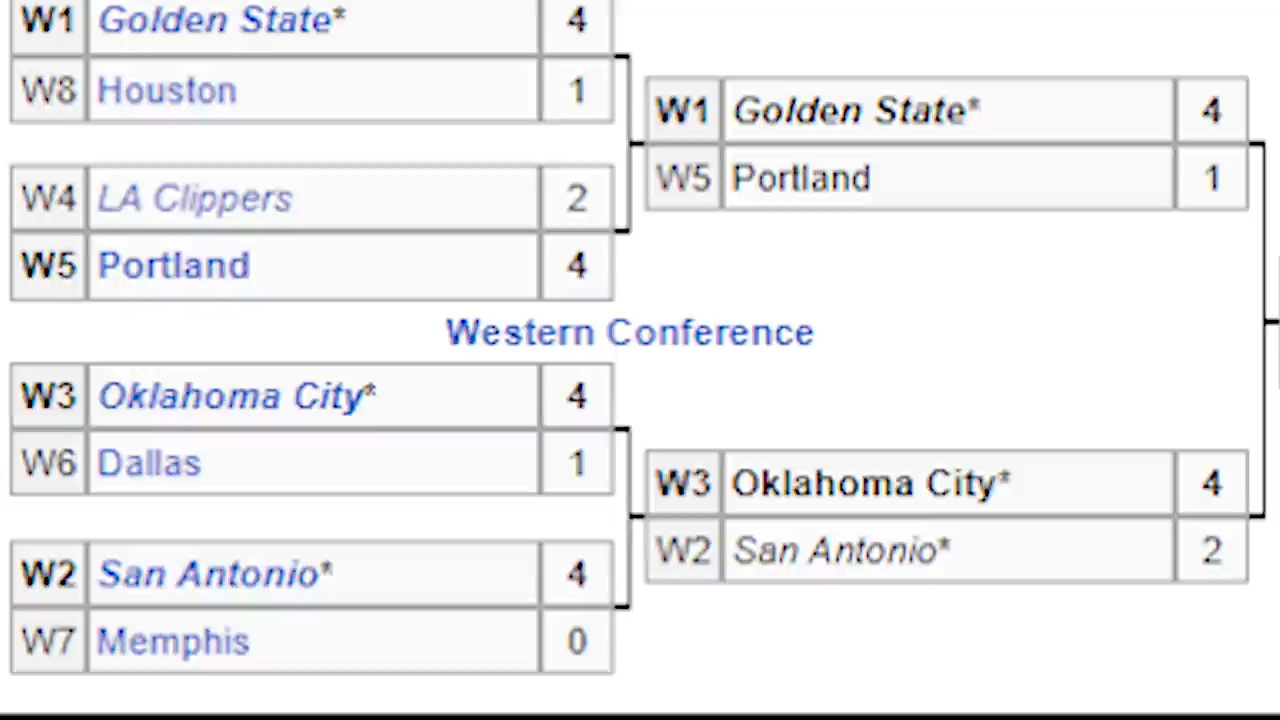 W1 Golden State* 4
W8 Houston 1
W1 Golden State* 4
W5 Portland 1
W4 LA Clippers 2
W5 Portland 4
Western Conference
W3 Oklahoma City* 4
W6 Dallas 1
W3 Oklahoma City* 4
W2 San Antonio* 2
W2 San Antonio* 4
W7 Memphis 0